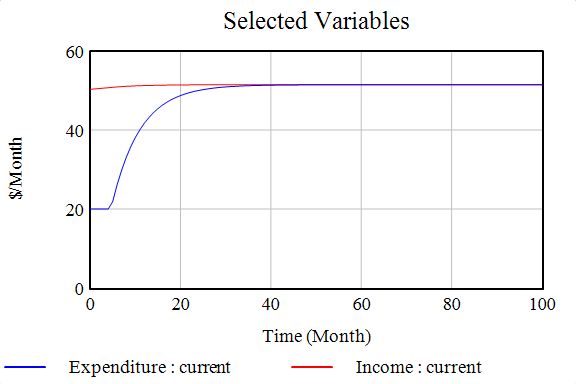 Selected Variables
60
40
20
0
$/Month
0 20 40 60 80 100
Time (Month)
Expenditure : current Income : current